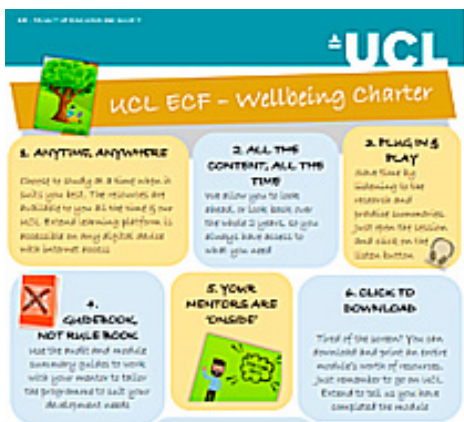 UCL
UCL ECF – Wellbeing Charter
1. ANYTIME, ANYWHERE
Choose to study at a time when it
suits you best. The resources are
available to you all the time & our
UCL Extend learning platform is
accessible on any digital device
with internet access
2. ALL THE
CONTENT, ALL THE
TIME
We allow you to look
ahead, or look back over
the whole 2 years, so you
always have access to
what you need
3. PLUG IN &
PLAY
Save time by
listening to the
research and
practice summaries.
Just open the session
and click on the
listen button
4.
GUIDEBOOK,
NOT RULE BOOK
Use the audit and module
summary guides to work
with your mentor to tailor
the programme to suit your
development needs
5. YOUR
MENTORS ARE
'ONSIDE'
6. CLICK TO
DOWNLOAD
Tired of the screen? You can
download and print an entire
module's worth of resources.
Just remember to go on UCL
Extend to tell us you have
completed the module